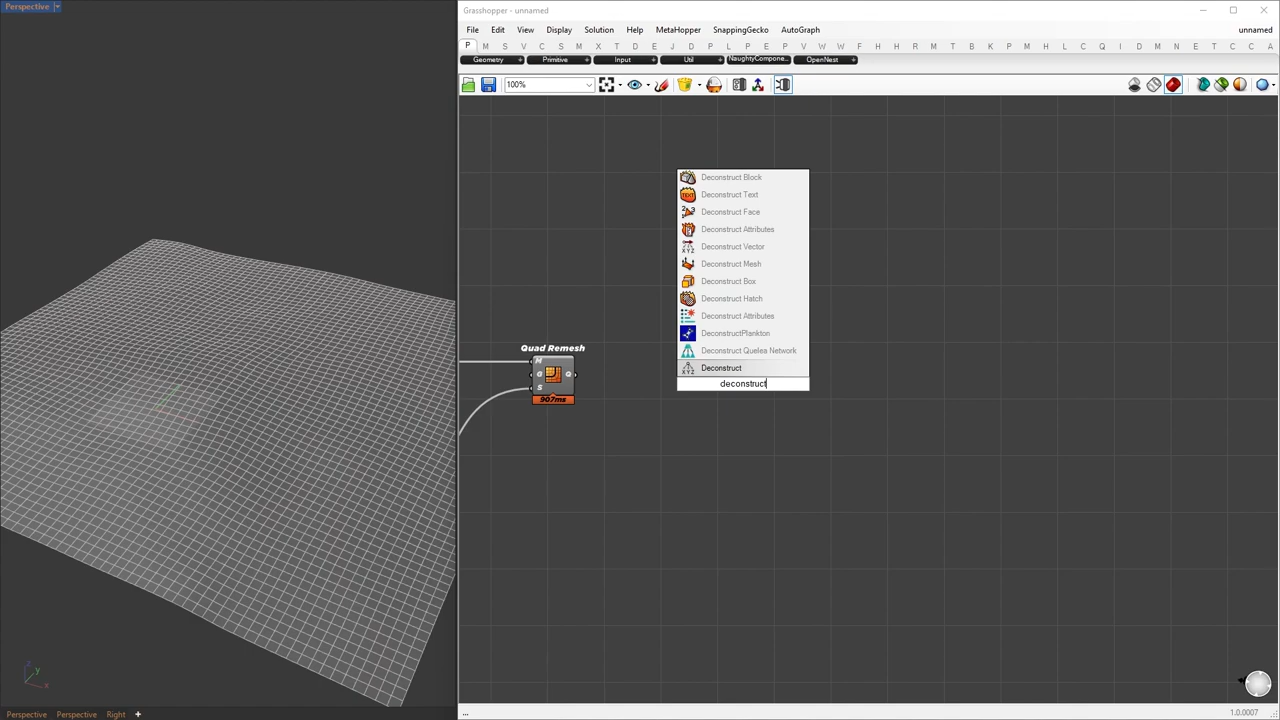 Perspective
Grasshopper - unnamed
File Edit View Display Solution Help MetaHopper SnappingGecko AutoGraph unnamed
P M S V C S I M X T D M F K H E J K A W B D L M P E P V W W F H K D T G P M S D H S L C A
Geometry Primitive Input Util NaughtyCompone... OpenNest
100%
Deconstruct Block
Deconstruct Text
Deconstruct Face
Deconstruct Attributes
Deconstruct Vector
Deconstruct Mesh
Deconstruct Box
Deconstruct Hatch
Deconstruct Attributes
DeconstructPlankton
Deconstruct Quelea Network
Deconstruct
deconstruct
Quad Remesh
M
G Q
S
907ms
z
y
x
Perspective Perspective Right
...
1.0.0007